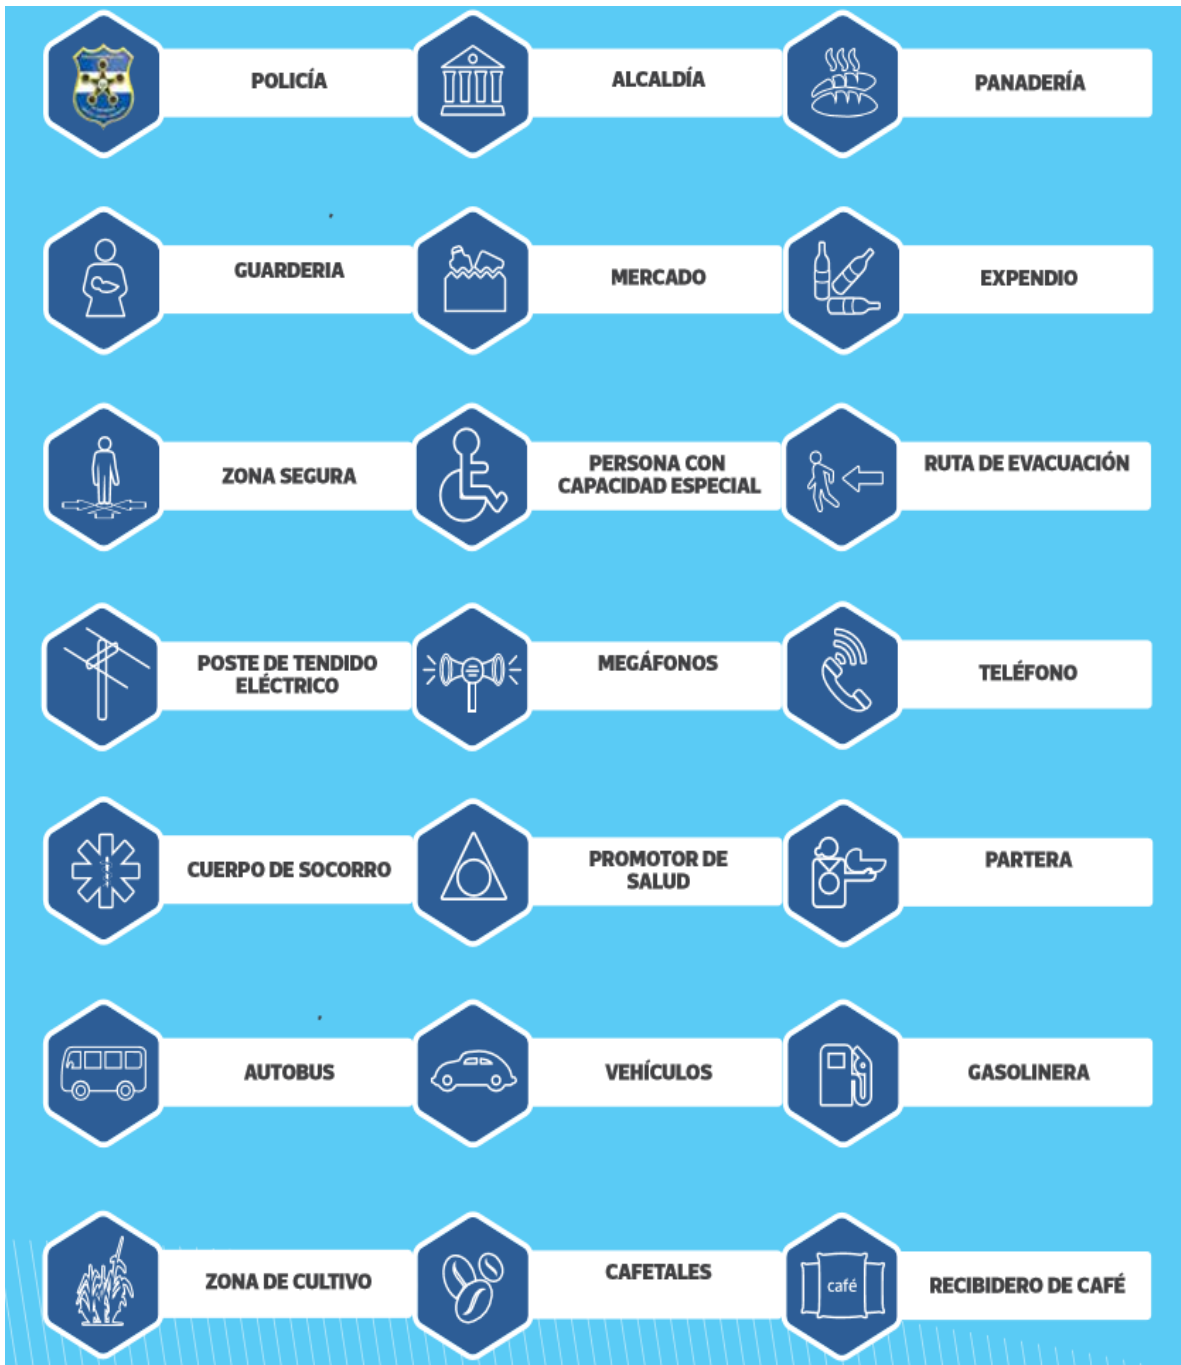 POLICÍA
ALCALDÍA
PANADERÍA
GUARDERIA
MERCADO
EXPENDIO
ZONA SEGURA
PERSONA CON
CAPACIDAD ESPECIAL
RUTA DE EVACUACIÓN
POSTE DE TENDIDO
ELÉCTRICO
MEGÁFONOS
TELÉFONO
CUERPO DE SOCORRO
PROMOTOR DE
SALUD
PARTERA
AUTOBUS
VEHÍCULOS
GASOLINERA
ZONA DE CULTIVO
CAFETALES
café
RECIBIDERO DE CAFÉ